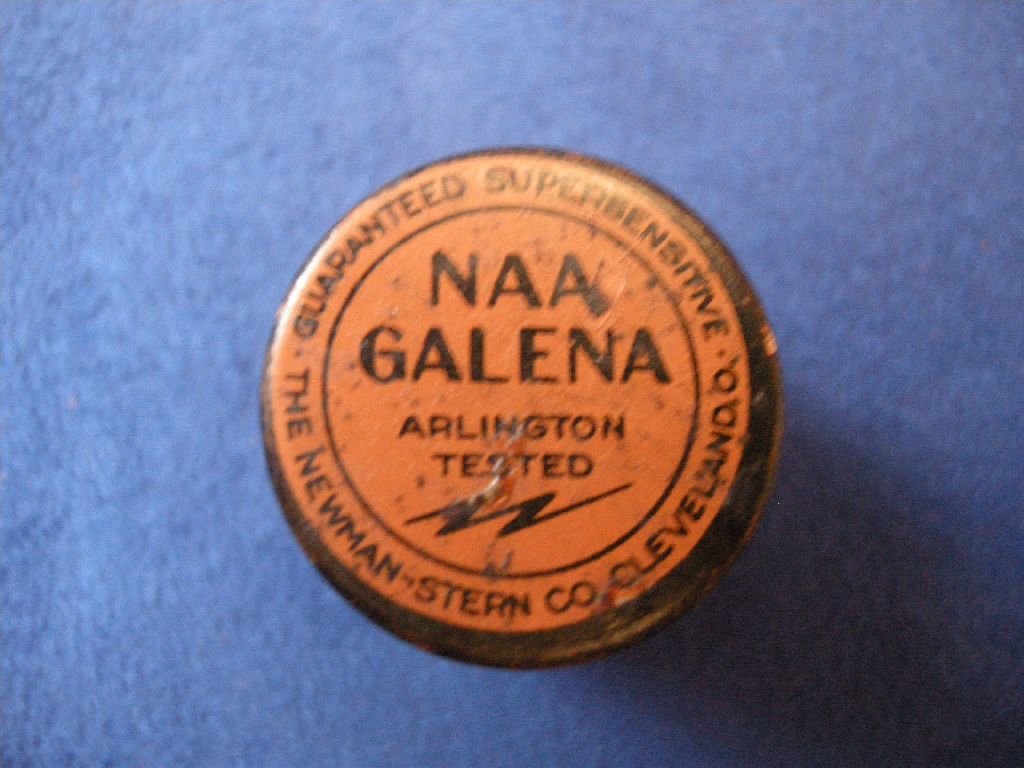 · GUARANTEED SUPERSENSITIVE ·
NAA
GALENA
ARLINGTON
TESTED
THE NEWMAN-STERN CO. CLEVELAND,O.